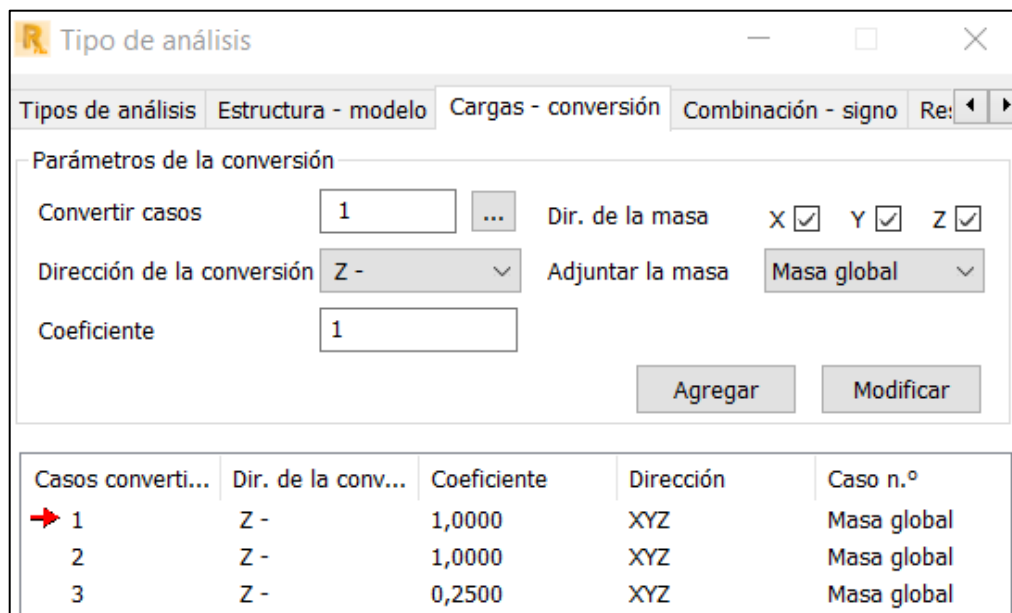 Tipo de análisis
Tipos de análisis Estructura - modelo Cargas - conversión Combinación - signo Re:
Parámetros de la conversión
Convertir casos 1 ... Dir. de la masa X Y Z
Dirección de la conversión Z - Adjuntar la masa Masa global
Coeficiente 1
Agregar Modificar
Casos converti... Dir. de la conv... Coeficiente Dirección Caso n.º
1 Z - 1,0000 XYZ Masa global
2 Z - 1,0000 XYZ Masa global
3 Z - 0,2500 XYZ Masa global